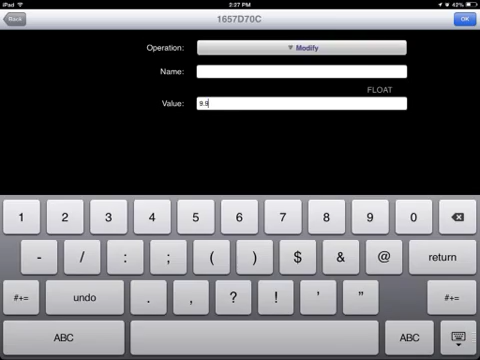 iPad 3:27 PM 42%
Back 1657D70C OK
Operation: Modify
Name:
FLOAT
Value: 9.9
1 2 3 4 5 6 7 8 9 0
- / : ; ( ) $ & @ return
#+= undo . , ? ! ' " #+=
ABC ABC